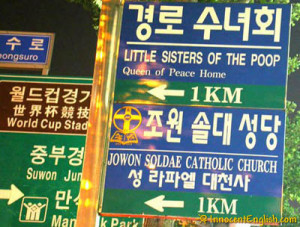 경로 수녀회
LITTLE SISTERS OF THE POOP
Queen of Peace Home
1KM
조원 솔대 성당
JOWON SOLDAE CATHOLIC CHURCH
성 라파엘 대천사
1KM
수 로
eongsuro
월드컵경기
世界杯競技
World Cup Stad
중부경
Suwon Jun
만
Park
InnocentEnglish.com